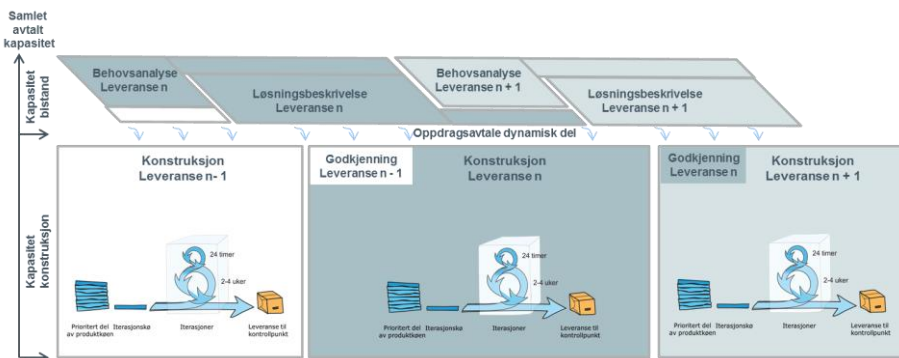 Samlet
avtalt
kapasitet
Kapasitet
bistand
Behovsanalyse
Leveranse n
Løsningsbeskrivelse
Leveranse n
Behovsanalyse
Leveranse n + 1
Løsningsbeskrivelse
Leveranse n + 1
Oppdragsavtale dynamisk del
Kapasitet
konstruksjon
Konstruksjon
Leveranse n- 1
24 timer
2-4 uker
Prioritert del
av produktkøen
Iterasjonskø
Iterasjoner
Leveranse til
kontrollpunkt
Godkjenning
Leveranse n - 1
Konstruksjon
Leveranse n
24 timer
2-4 uker
Prioritert del
av produktkøen
Iterasjonskø
Iterasjoner
Leveranse til
kontrollpunkt
Godkjenning
Leveranse n
Konstruksjon
Leveranse n + 1
24 timer
2-4 uker
Prioritert del
av produktkøen
Iterasjonskø
Iterasjoner
Leveranse til
kontrollpunkt